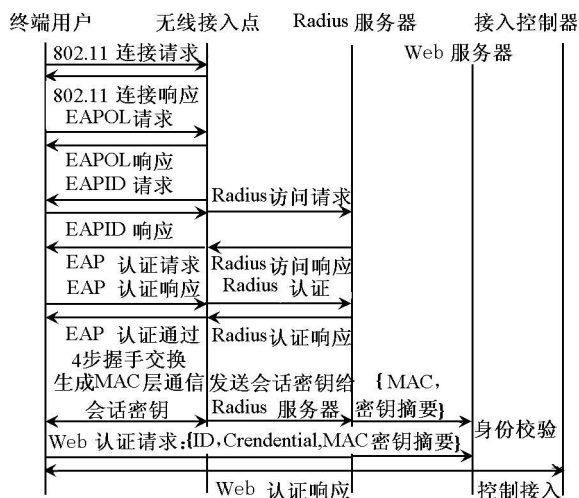 终端用户 无线接入点 Radius 服务器 接入控制器
802.11 连接请求 Web 服务器
802.11 连接响应
EAPOL请求
EAPOL响应
EAPID 请求 Radius访问请求
EAPID 响应
EAP 认证请求 Radius访问响应
EAP 认证响应 Radius 认证
EAP 认证通过 Radius认证响应
4步握手交换
生成MAC层通信 发送会话密钥给 {MAC,
会话密钥 Radius 服务器 密钥摘要}
身份校验
Web 认证请求:{ID,Crendential,MAC密钥摘要}
Web 认证响应 控制接入